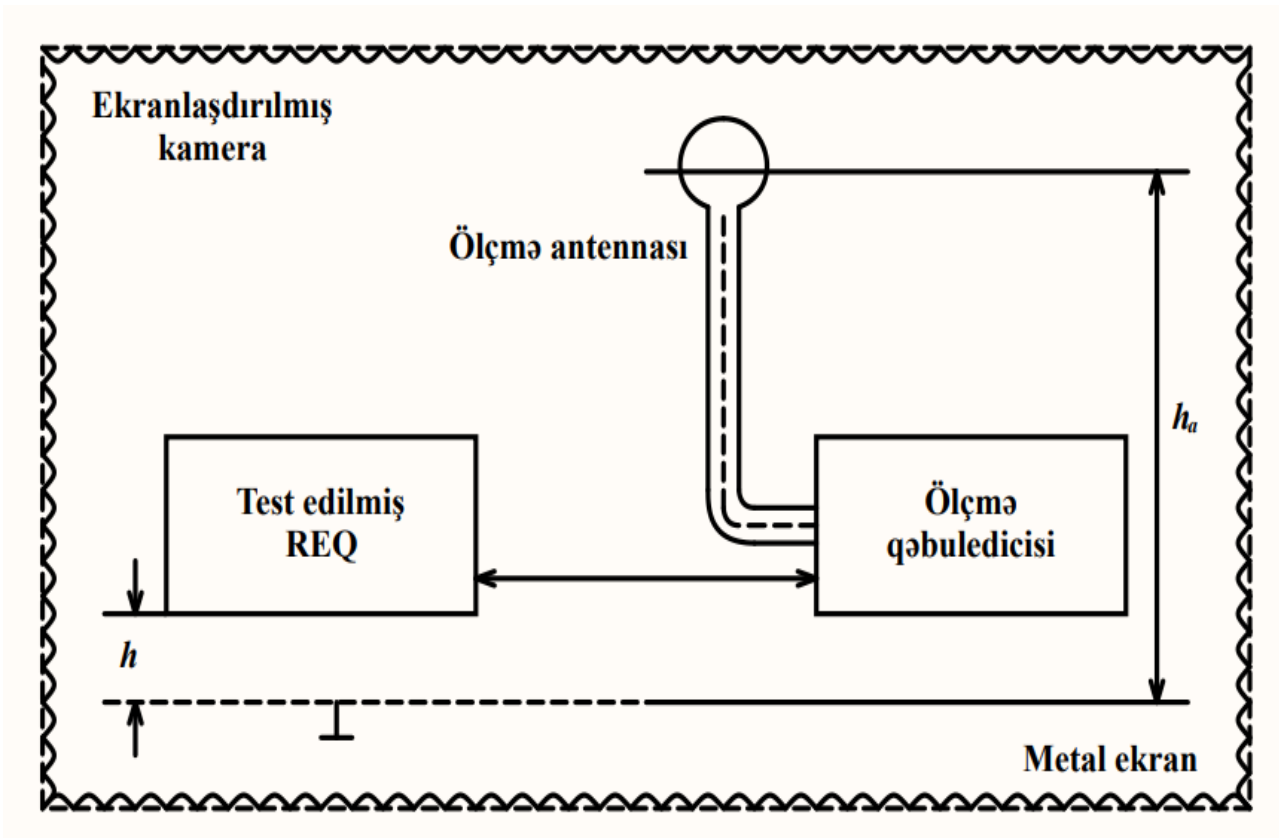 Ekranlaşdırılmış
kamera
Ölçmə antennası
hₐ
Test edilmiş
REQ
Ölçmə
qəbuledicisi
h
Metal ekran